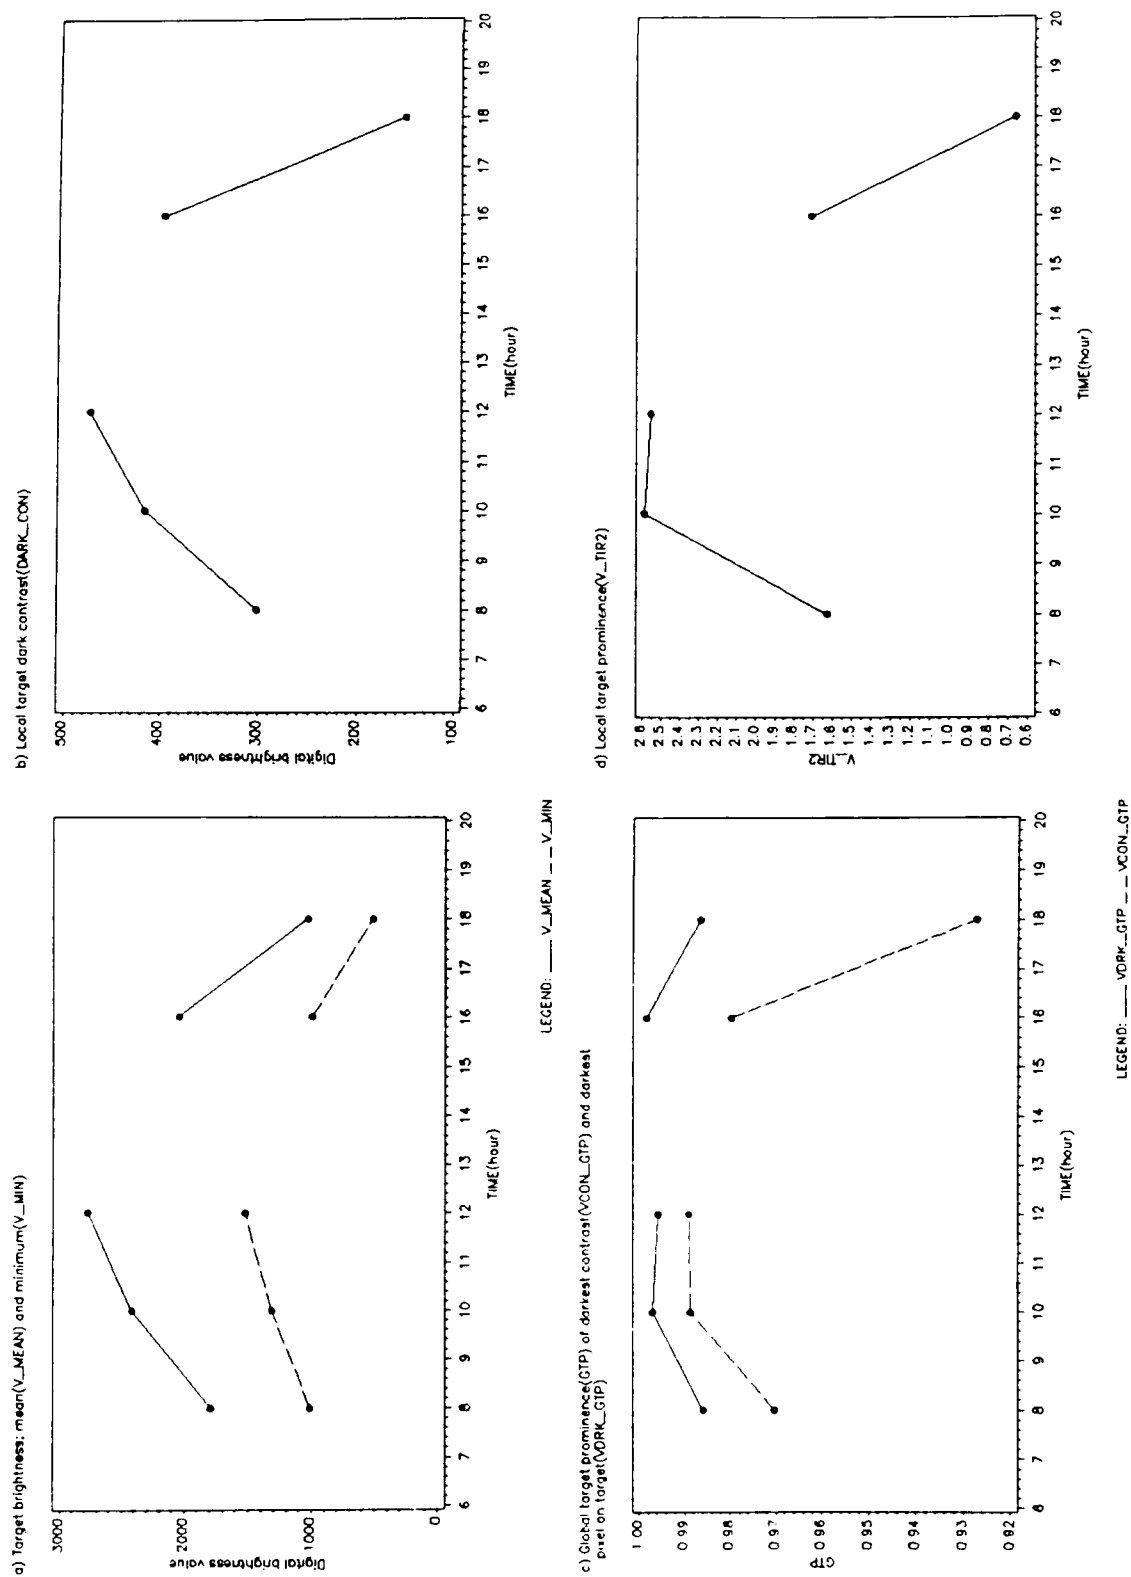 a) Target brightness: mean(V_MEAN) and minimum(V_MIN)
Digital brightness value
3000
2000
1000
0
6 7 8 9 10 11 12 13 14 15 16 17 18 19 20
TIME(hour)
LEGEND: ___ V_MEAN _ _ V_MIN
b) Local target dark contrast(DARK_CON)
Digital brightness value
500
400
300
200
100
6 7 8 9 10 11 12 13 14 15 16 17 18 19 20
TIME(hour)
c) Global target prominence(GTP) of darkest contrast(VCON_GTP) and darkest
pixel on target(VDRK_GTP)
GTP
1.00
0.99
0.98
0.97
0.96
0.95
0.94
0.93
0.92
6 7 8 9 10 11 12 13 14 15 16 17 18 19 20
TIME(hour)
LEGEND: ___ VDRK_GTP _ _ VCON_GTP
d) Local target prominence(V_TIR2)
V_TIR2
2.6
2.5
2.4
2.3
2.2
2.1
2.0
1.9
1.8
1.7
1.6
1.5
1.4
1.3
1.2
1.1
1.0
0.9
0.8
0.7
0.6
6 7 8 9 10 11 12 13 14 15 16 17 18 19 20
TIME(hour)